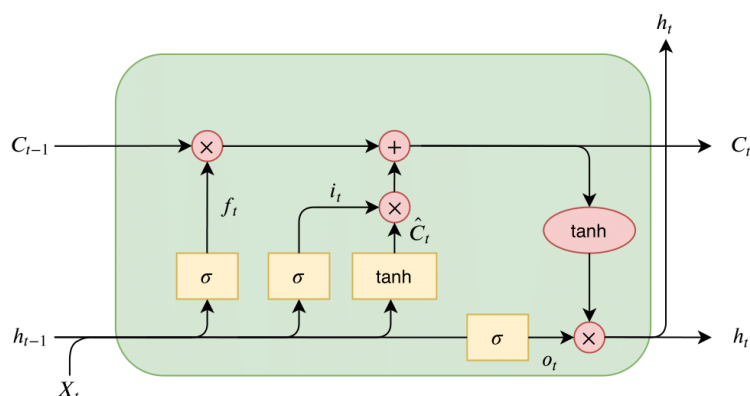 h_t
C_{t-1} × + C_t
f_t i_t × Ĉ_t tanh
σ σ tanh
h_{t-1} σ o_t × h_t
X_t